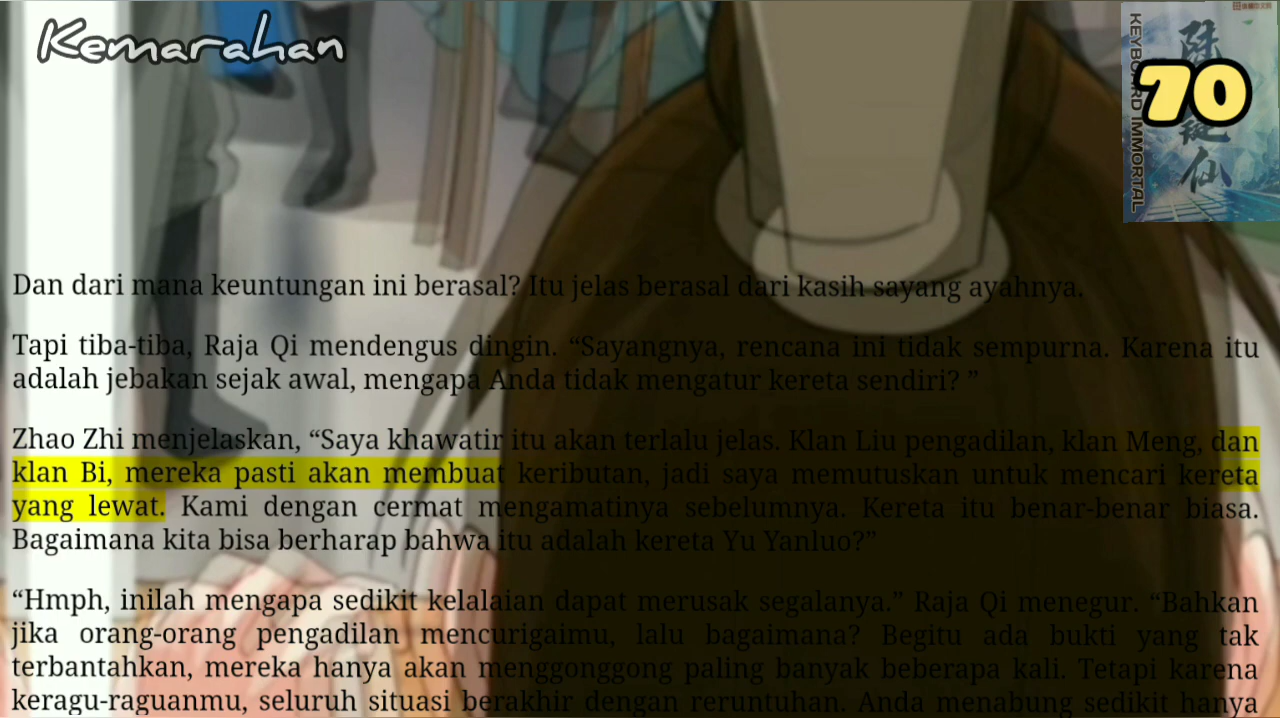 Kemarahan
70
KEYBOARD IMMORTAL
仙
Dan dari mana keuntungan ini berasal? Itu jelas berasal dari kasih sayang ayahnya.
Tapi tiba-tiba, Raja Qi mendengus dingin. “Sayangnya, rencana ini tidak sempurna. Karena itu
adalah jebakan sejak awal, mengapa Anda tidak mengatur kereta sendiri? ”
Zhao Zhi menjelaskan, “Saya khawatir itu akan terlalu jelas. Klan Liu pengadilan, klan Meng, dan
klan Bi, mereka pasti akan membuat keributan, jadi saya memutuskan untuk mencari kereta
yang lewat. Kami dengan cermat mengamatinya sebelumnya. Kereta itu benar-benar biasa.
Bagaimana kita bisa berharap bahwa itu adalah kereta Yu Yanluo?”
“Hmph, inilah mengapa sedikit kelalaian dapat merusak segalanya.” Raja Qi menegur. “Bahkan
jika orang-orang pengadilan mencurigaimu, lalu bagaimana? Begitu ada bukti yang tak
terbantahkan, mereka hanya akan menggonggong paling banyak beberapa kali. Tetapi karena
keragu-raguanmu, seluruh situasi berakhir dengan reruntuhan. Anda menabung sedikit hanya